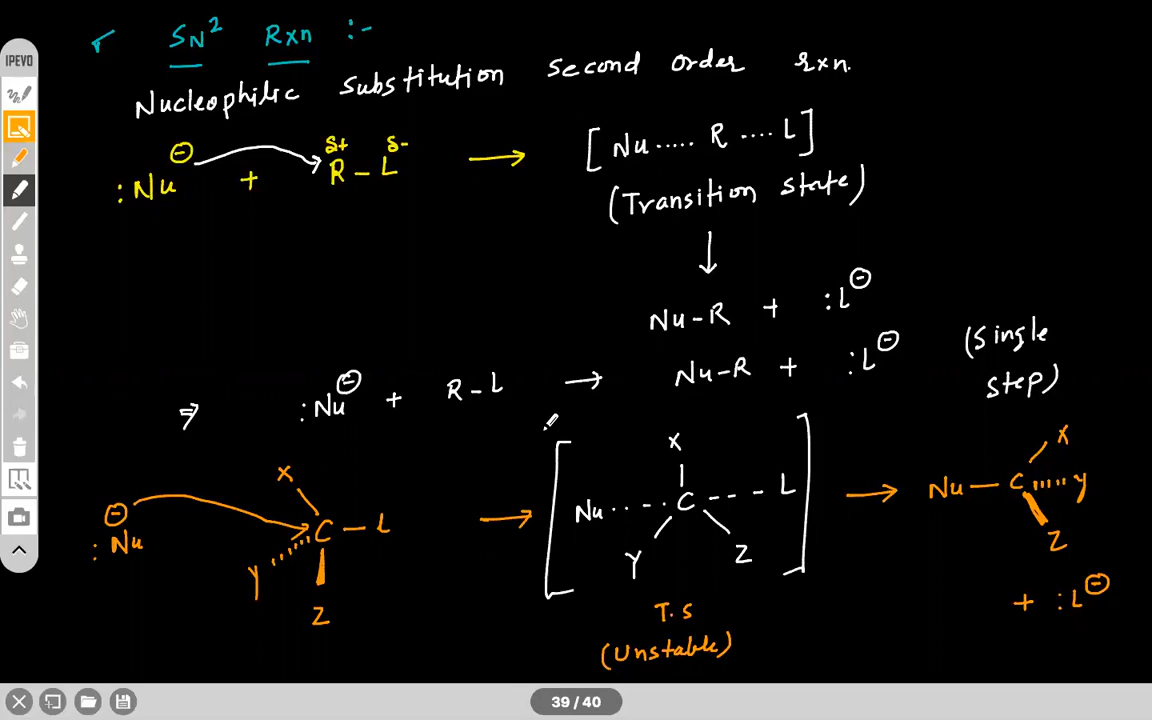 IPEVO
SN² Rxn :-
Nucleophilic substitution second order rxn.
:Nu⊖ + Rδ+ – Lδ- → [Nu.....R....L]
(Transition state)
↓
Nu-R + :L⊖
⇒ :Nu⊖ + R-L → Nu-R + :L⊖ (Single step)
X X X
:Nu⊖ C – L → [Nu....C---L] → Nu – C ....y
Y Z Y Z Z
+ :L⊖
T.S
(Unstable)
39 / 40